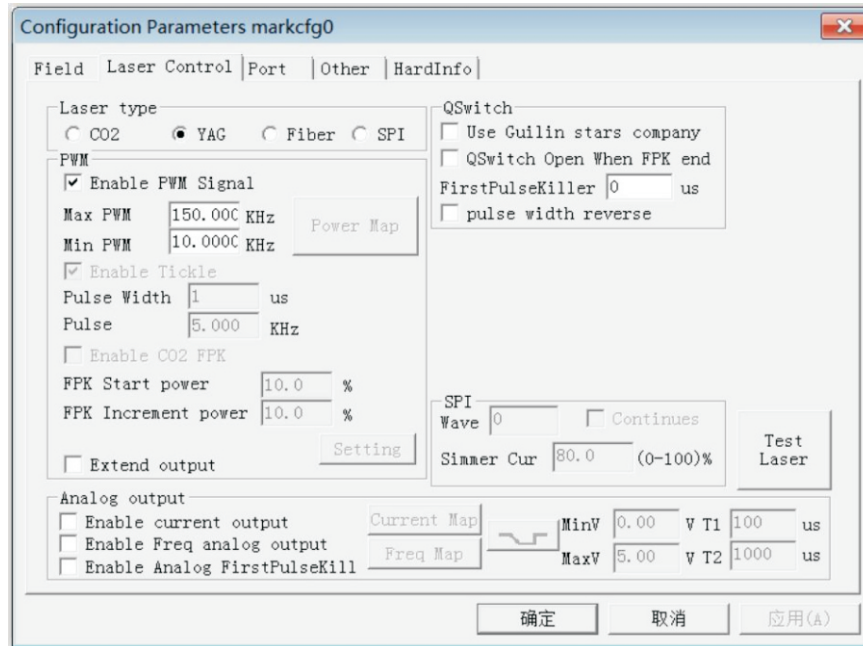 Configuration Parameters markcfg0
Field Laser Control Port Other HardInfo
Laser type
CO2 YAG Fiber SPI
PWM
Enable PWM Signal
Max PWM 150.000 KHz
Min PWM 10.0000 KHz
Power Map
Enable Tickle
Pulse Width 1 us
Pulse 5.000 KHz
Enable CO2 FPK
FPK Start power 10.0 %
FPK Increment power 10.0 %
Setting
Extend output
QSwitch
Use Guilin stars company
QSwitch Open When FPK end
FirstPulseKiller 0 us
pulse width reverse
SPI
Wave 0 Continues
Simmer Cur 80.0 (0-100)%
Test
Laser
Analog output
Enable current output
Enable Freq analog output
Enable Analog FirstPulseKill
Current Map
Freq Map
MinV 0.00 V T1 100 us
MaxV 5.00 V T2 1000 us
确定 取消 应用(A)